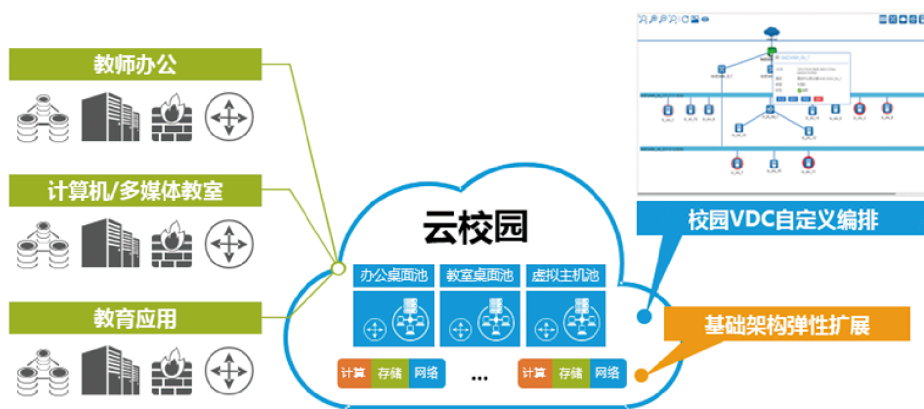 教师办公
计算机/多媒体教室
教育应用
云校园
办公桌面池
教室桌面池
虚拟主机池
计算
存储
网络
...
计算
存储
网络
校园VDC自定义编排
基础架构弹性扩展